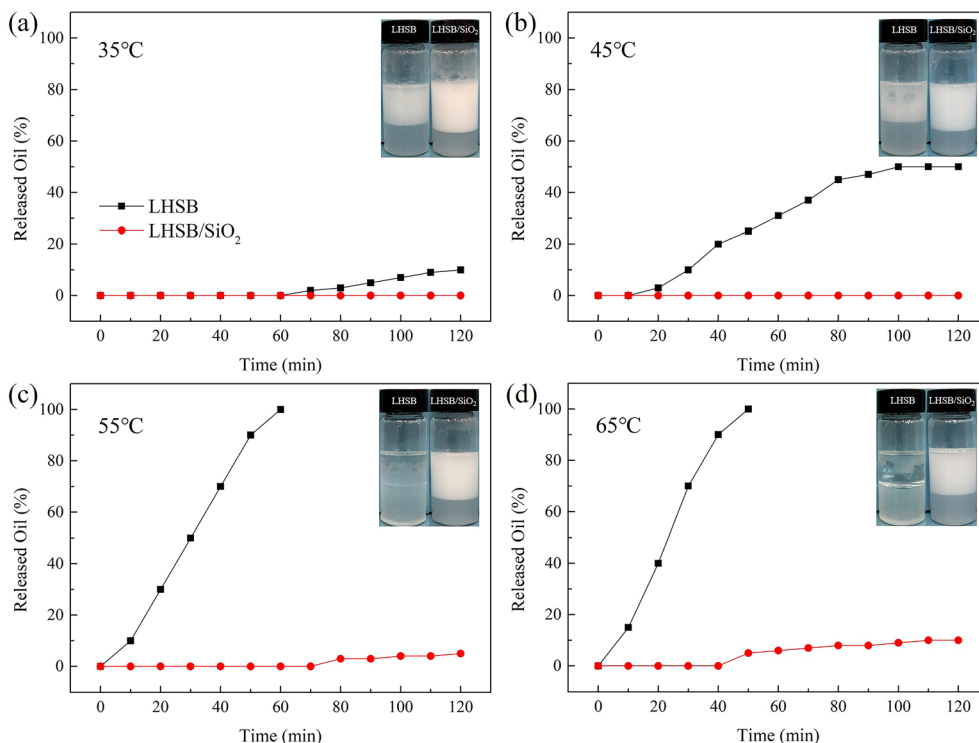 (a)
35℃
LHSB LHSB/SiO₂
Released Oil (%)
100
80
60
40
20
0
LHSB
LHSB/SiO₂
0 20 40 60 80 100 120
Time (min)
(b)
45℃
LHSB LHSB/SiO₂
Released Oil (%)
100
80
60
40
20
0
0 20 40 60 80 100 120
Time (min)
(c)
55℃
LHSB LHSB/SiO₂
Released Oil (%)
100
80
60
40
20
0
0 20 40 60 80 100 120
Time (min)
(d)
65℃
LHSB LHSB/SiO₂
Released Oil (%)
100
80
60
40
20
0
0 20 40 60 80 100 120
Time (min)